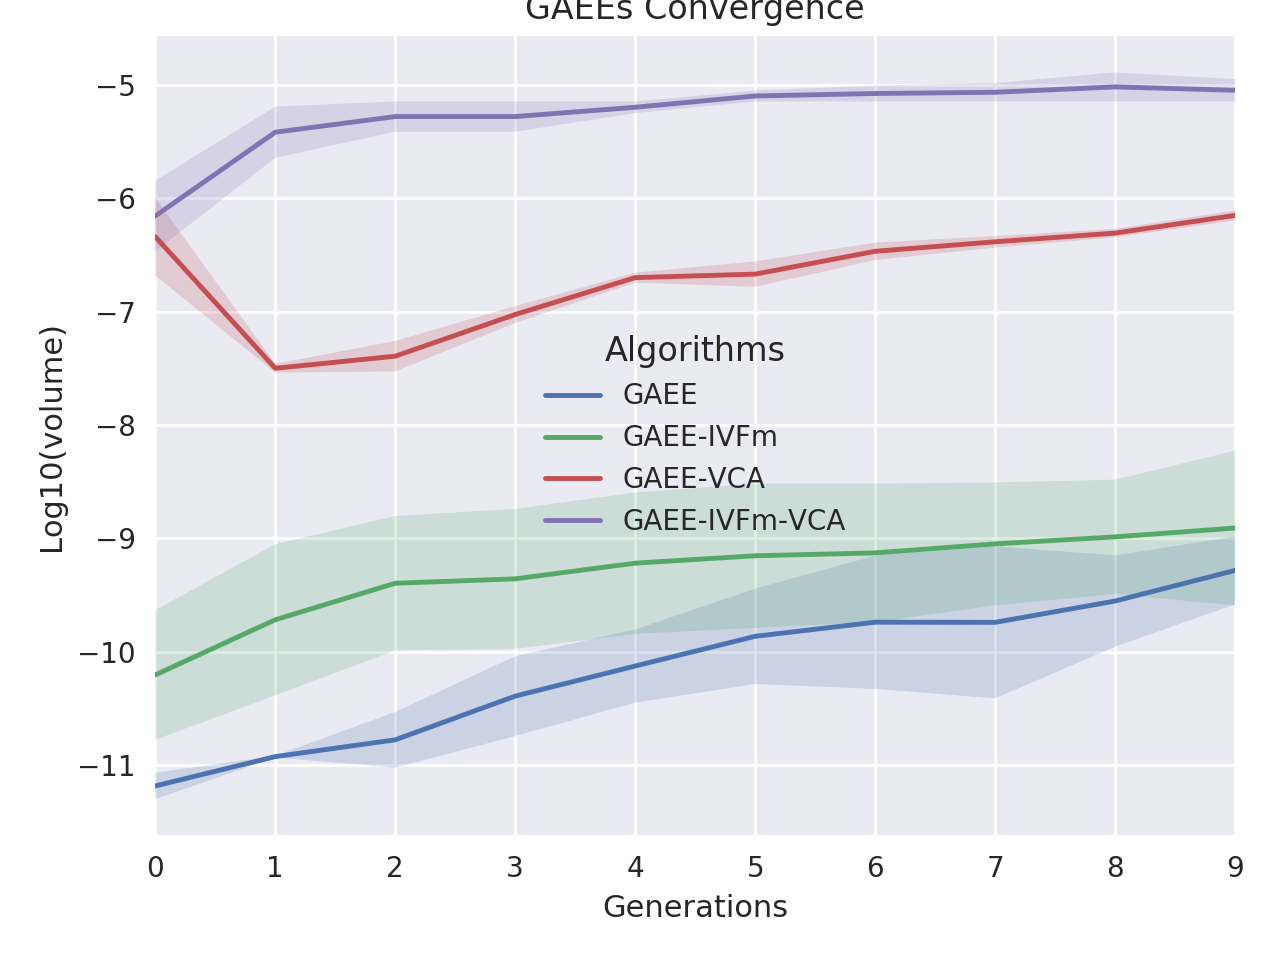 GAEEs Convergence
−5
−6
−7
−8
−9
−10
−11
Log10(volume)
Algorithms
GAEE
GAEE-IVFm
GAEE-VCA
GAEE-IVFm-VCA
0 1 2 3 4 5 6 7 8 9
Generations